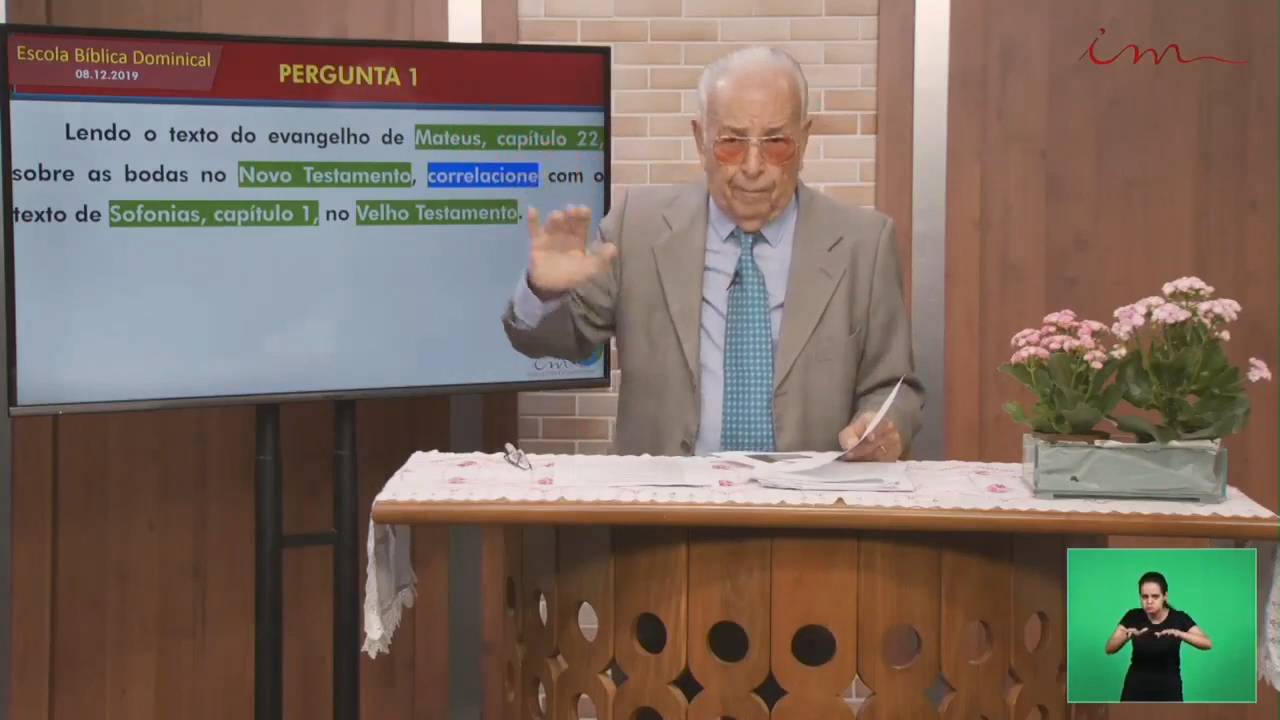 Escola Bíblica Dominical
08.12.2019
PERGUNTA 1
Lendo o texto do evangelho de Mateus, capítulo 22,
sobre as bodas no Novo Testamento, correlacione com o
texto de Sofonias, capítulo 1, no Velho Testamento.
im
im